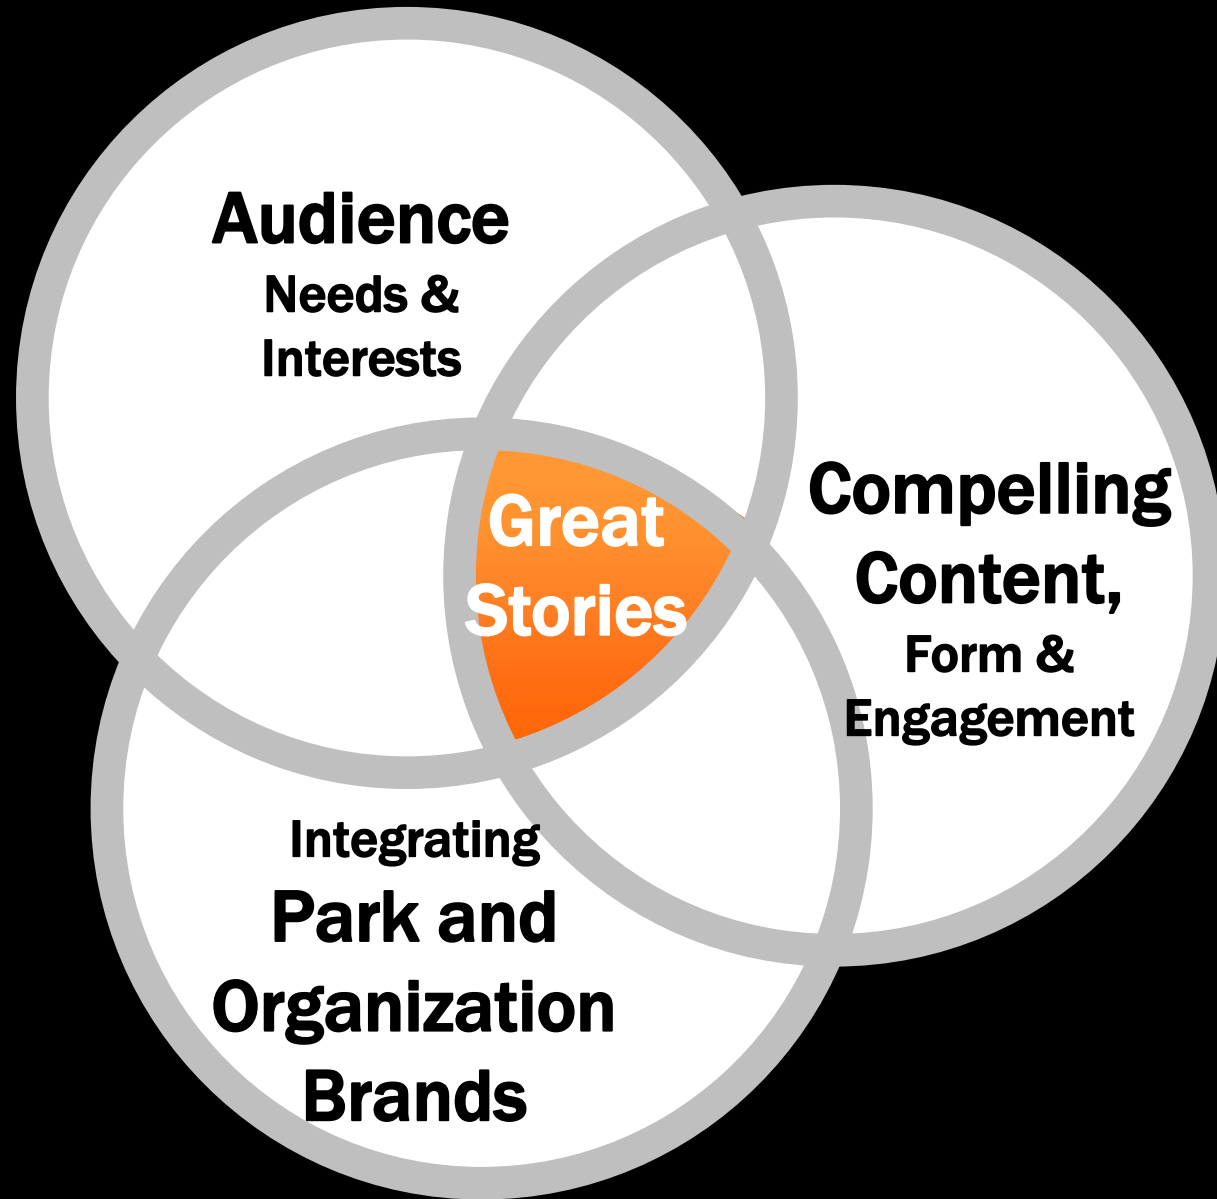 Audience
Needs &
Interests
Great
Stories
Compelling
Content,
Form &
Engagement
Integrating
Park and
Organization
Brands